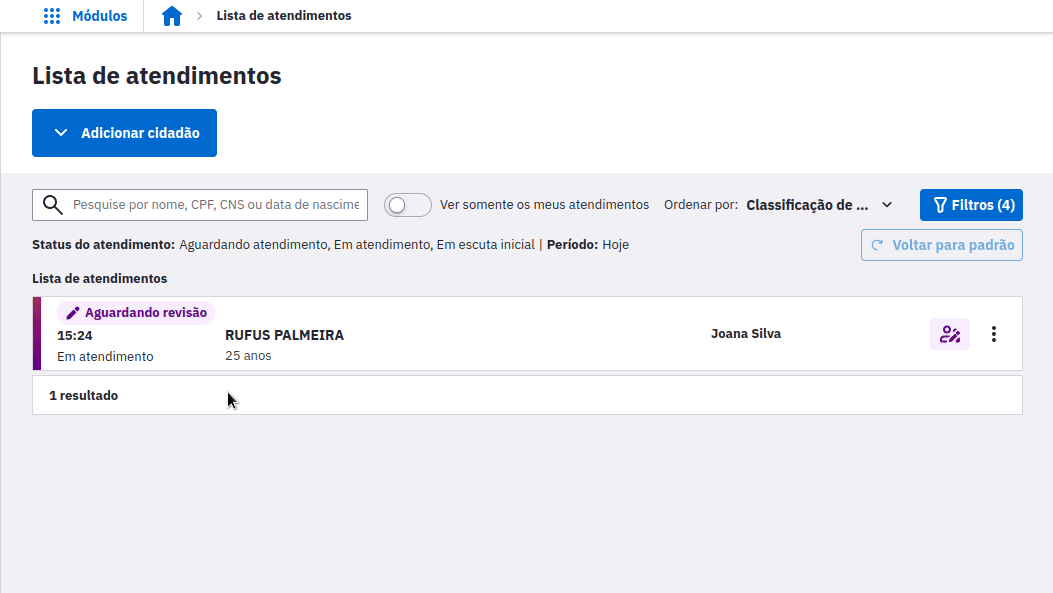 Módulos
Lista de atendimentos
Lista de atendimentos
Adicionar cidadão
Pesquise por nome, CPF, CNS ou data de nascime
Ver somente os meus atendimentos
Ordenar por: Classificação de ...
Filtros (4)
Status do atendimento: Aguardando atendimento, Em atendimento, Em escuta inicial | Período: Hoje
Voltar para padrão
Lista de atendimentos
Aguardando revisão
15:24
RUFUS PALMEIRA
Joana Silva
Em atendimento
25 anos
1 resultado